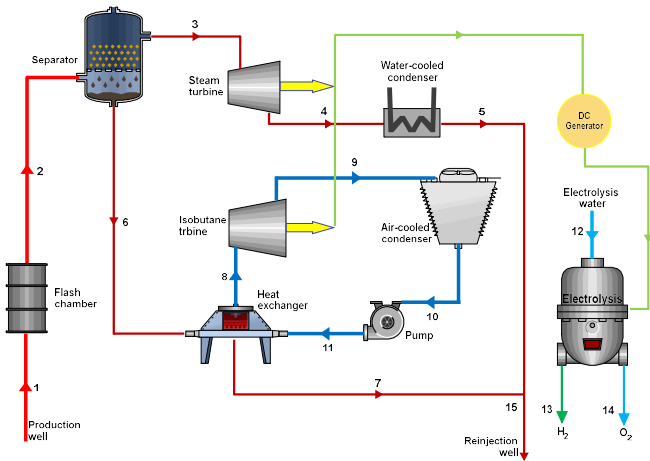 3
Separator
Steam
turbine
Water-cooled
condenser
4
5
DC
Generator
2
9
Electrolysis
water
6
Isobutane
trbine
Air-cooled
condenser
12
8
Flash
chamber
Heat
exchanger
10
Electrolysis
Pump
11
1
7
15
13
14
Production
well
H2
O2
Reinjection
well